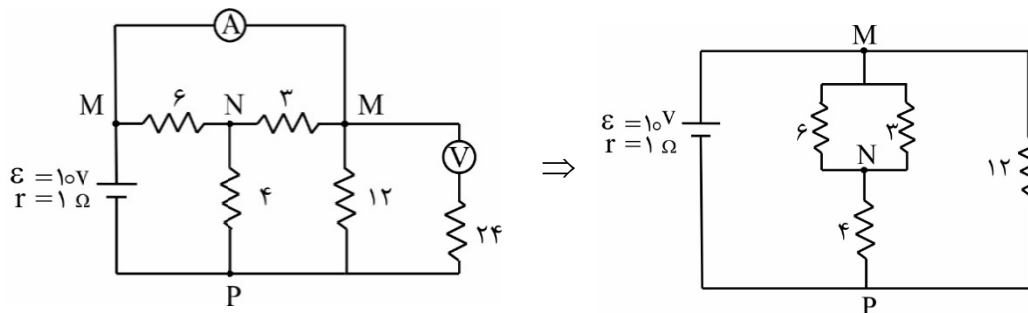 A
M ۶ N ۳ M
V
ε = ۱۰V
r = ۱ Ω
۴ ۱۲
۲۴
P
⇒
M
ε = ۱۰V
r = ۱ Ω
۶ ۳
N
۱۲
۴
P